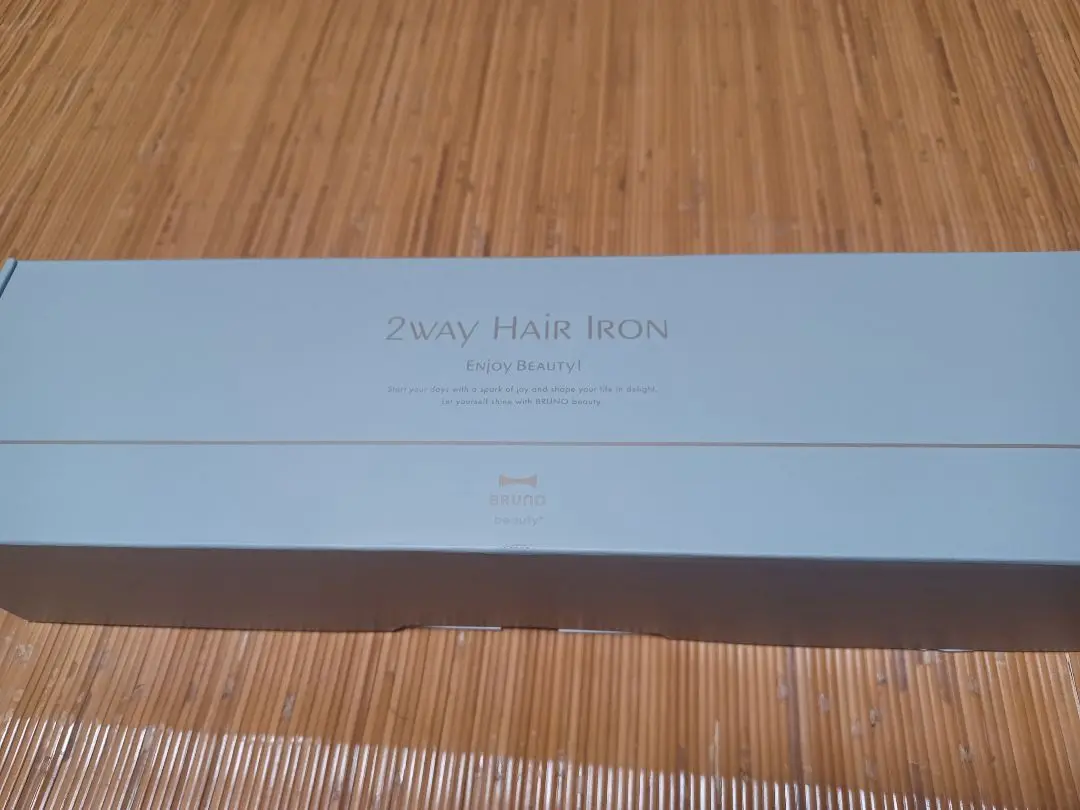 2WAY HAIR IRON
ENJOY BEAUTY!
Start your days with a spark of joy and shape your life in delight.
Let yourself shine with BRUNO beauty.
BRUNO
beauty⁺